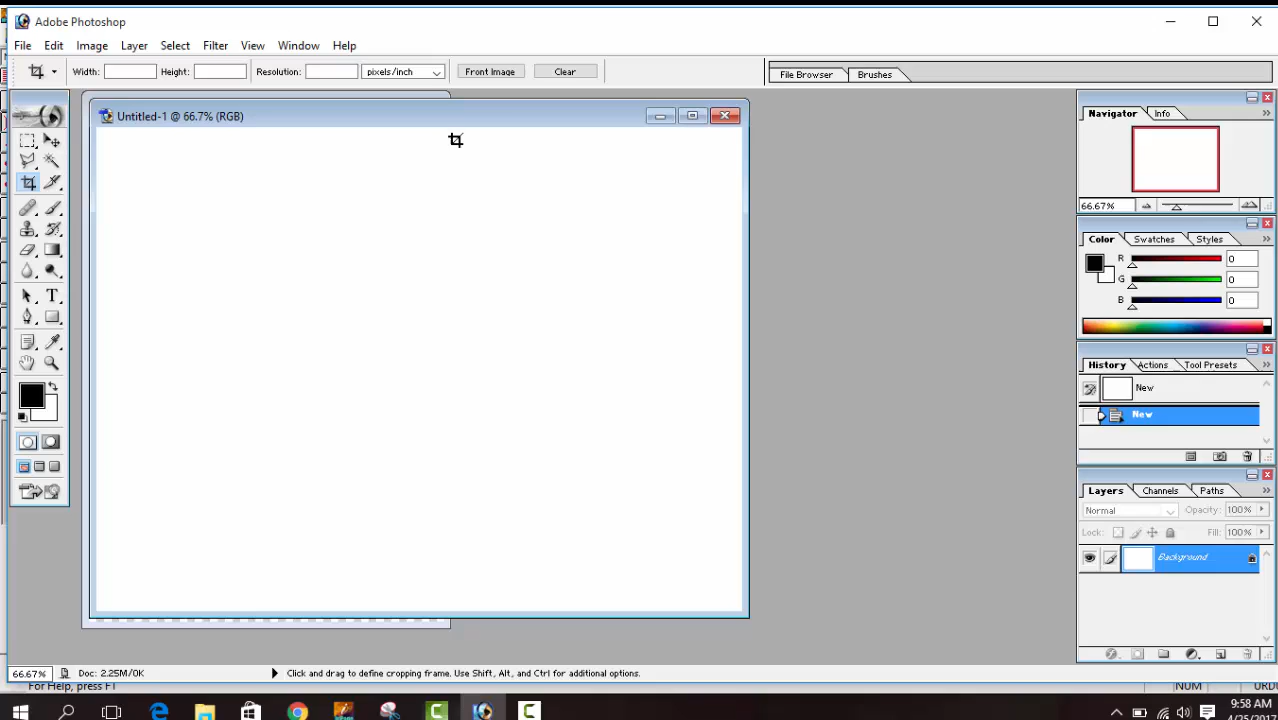 Adobe Photoshop
File Edit Image Layer Select Filter View Window Help
Width: Height: Resolution: pixels/inch Front Image Clear File Browser Brushes
Untitled-1 @ 66.7% (RGB)
Navigator Info
66.67%
Color Swatches Styles
R 0
G 0
B 0
History Actions Tool Presets
New
New
Layers Channels Paths
Normal Opacity: 100%
Lock: Fill: 100%
Background
T
66.67% Doc: 2.25M/0K Click and drag to define cropping frame. Use Shift, Alt, and Ctrl for additional options.
For Help, press F1 NUM
9:58 AM